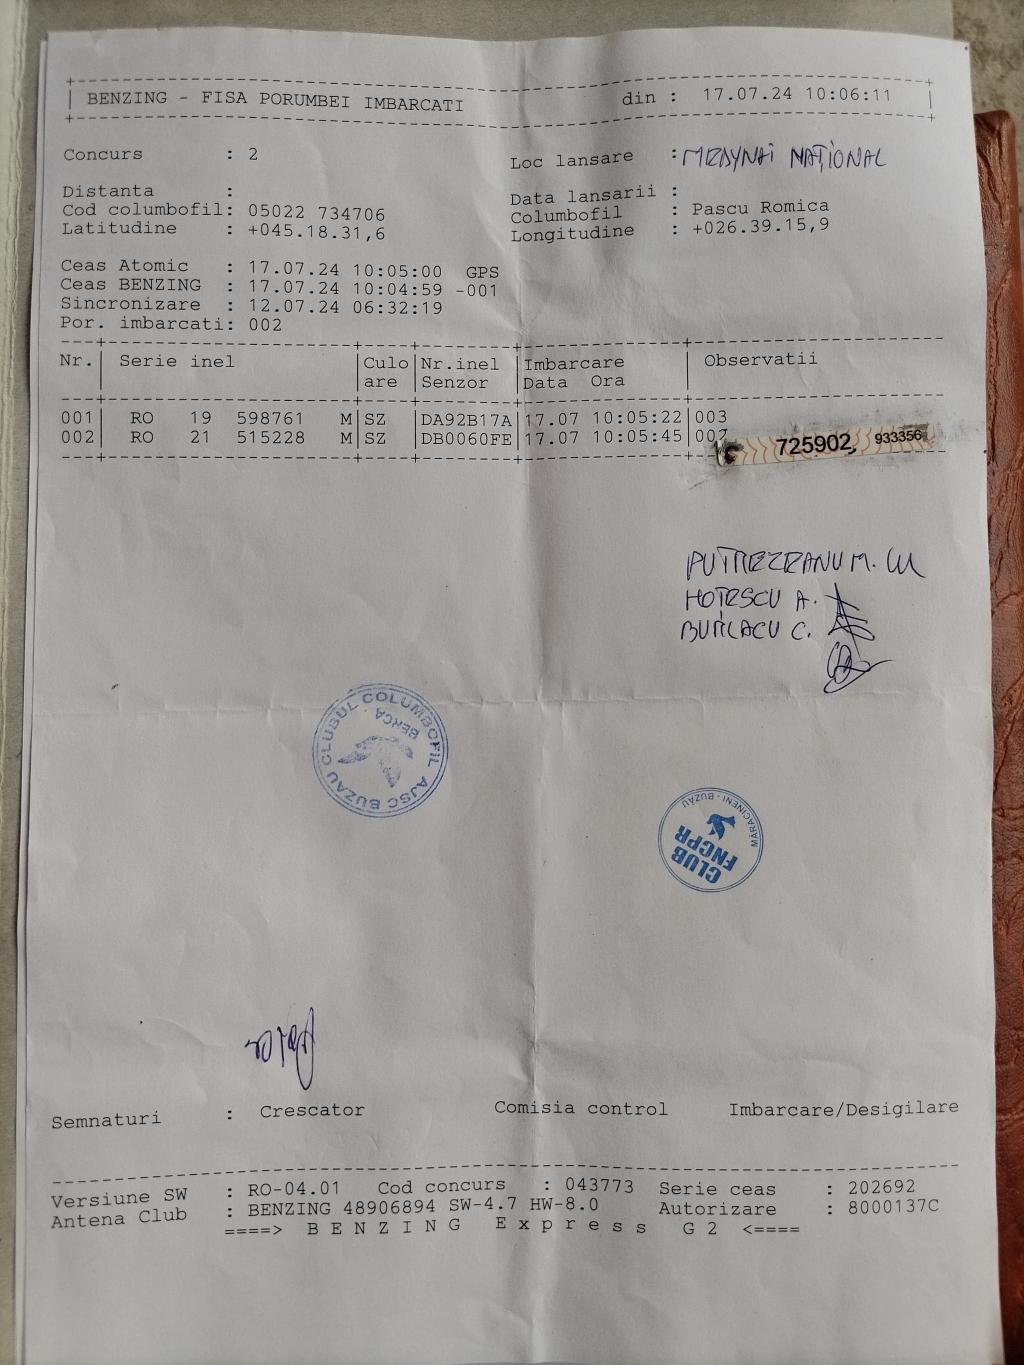 BENZING - FISA PORUMBEI IMBARCATI din : 17.07.24 10:06:11
Concurs : 2 Loc lansare : MEDYNAI NAȚIONAL
Distanta : Data lansarii :
Cod columbofil: 05022 734706 Columbofil : Pascu Romica
Latitudine : +045.18.31,6 Longitudine : +026.39.15,9
Ceas Atomic : 17.07.24 10:05:00 GPS
Ceas BENZING : 17.07.24 10:04:59 -001
Sincronizare : 12.07.24 06:32:19
Por. imbarcati: 002
Nr. Serie inel Culo Nr.inel Imbarcare Observatii
are Senzor Data Ora
001 RO 19 598761 M SZ DA92B17A 17.07 10:05:22 003
002 RO 21 515228 M SZ DB0060FE 17.07 10:05:45 002
725902 933356
PUTREZEANU M.
HOȚESCU A.
BURLACU C.
CLUBUL COLUMBOFIL AJSC BUZAU
BERCA
MĂRĂCINENI - BUZĂU
CLUB
FNCPR
Semnaturi : Crescator Comisia control Imbarcare/Desigilare
Versiune SW : RO-04.01 Cod concurs : 043773 Serie ceas : 202692
Antena Club : BENZING 48906894 SW-4.7 HW-8.0 Autorizare : 8000137C
====> B E N Z I N G E x p r e s s G 2 <====